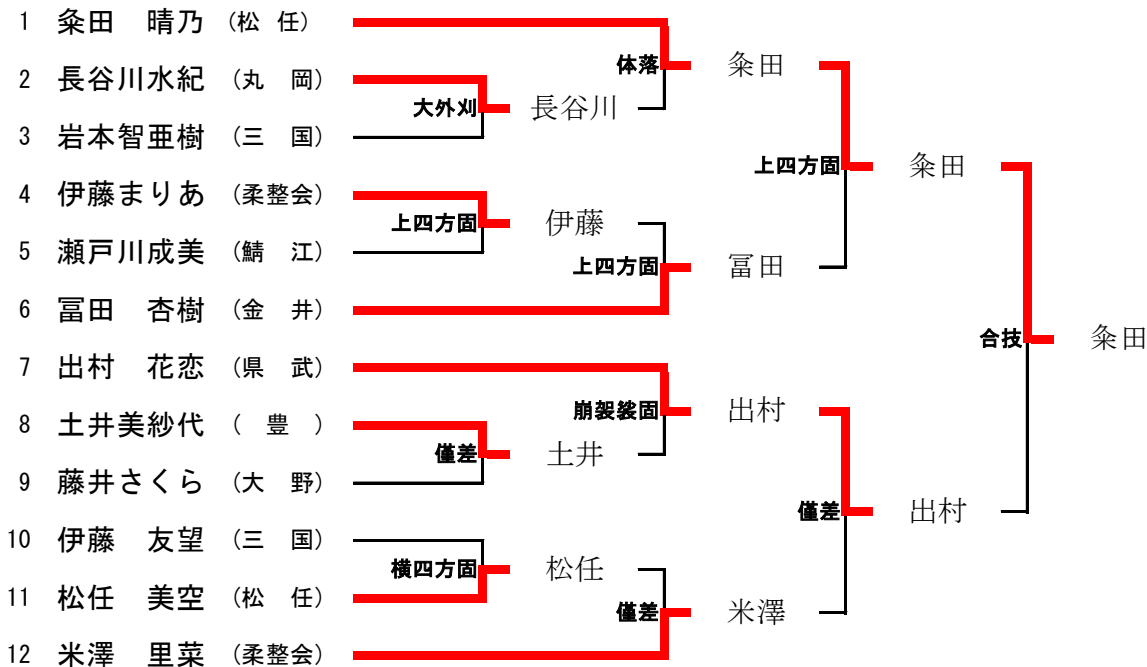 1 粂田　晴乃 （松 任）
体落 粂田
2 長谷川水紀 （丸　岡）
大外刈 長谷川
3 岩本智亜樹 （三　国）
上四方固 粂田
4 伊藤まりあ （柔整会）
上四方固 伊藤
5 瀬戸川成美 （鯖　江）
上四方固 冨田
6 冨田　杏樹 （金　井）
合技 粂田
7 出村　花恋 （県　武）
崩袈裟固 出村
8 土井美紗代 （　豊　）
僅差 土井
9 藤井さくら （大　野）
僅差 出村
10 伊藤　友望 （三　国）
横四方固 松任
11 松任　美空 （松　任）
僅差 米澤
12 米澤　里菜 （柔整会）